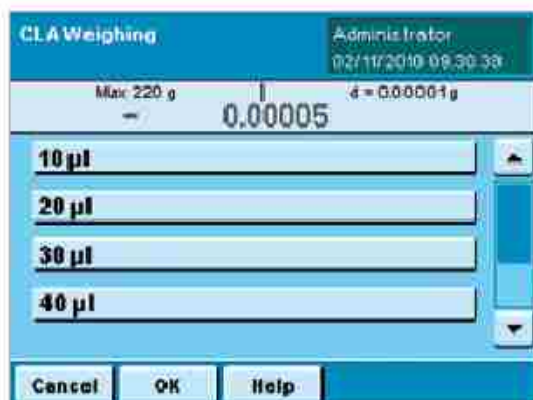 CLA Weighing
Administrator
02/11/2010 09.30.38
Max 220 g
d = 0.00001 g
– 0.00005
10 µl
20 µl
30 µl
40 µl
Cancel OK Help